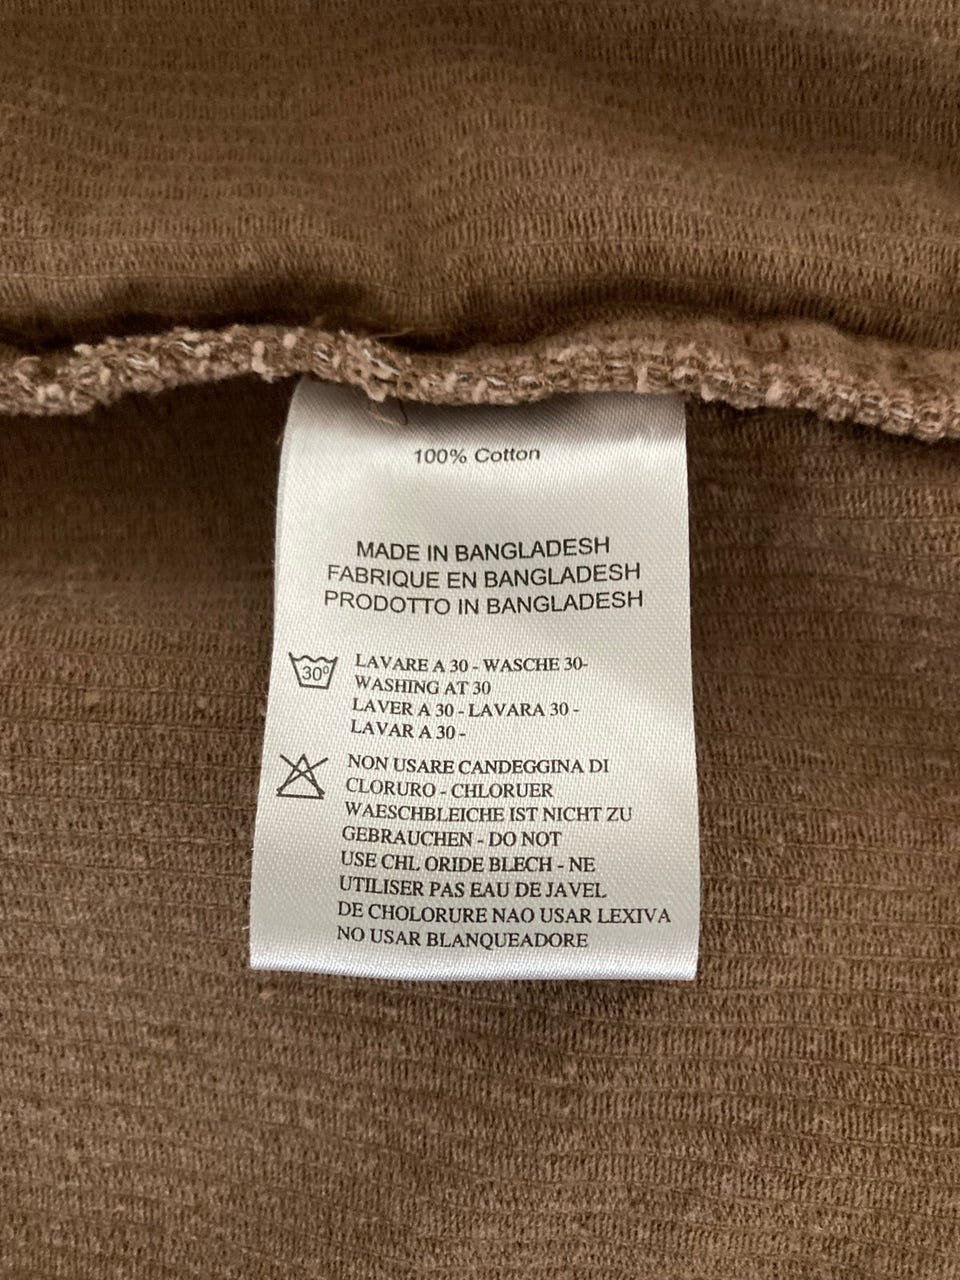 100% Cotton
MADE IN BANGLADESH
FABRIQUE EN BANGLADESH
PRODOTTO IN BANGLADESH
30°
LAVARE A 30 - WASCHE 30-
WASHING AT 30
LAVER A 30 - LAVARA 30 -
LAVAR A 30 -
NON USARE CANDEGGINA DI
CLORURO - CHLORUER
WAESCHBLEICHE IST NICHT ZU
GEBRAUCHEN - DO NOT
USE CHL ORIDE BLECH - NE
UTILISER PAS EAU DE JAVEL
DE CHOLORURE NAO USAR LEXIVA
NO USAR BLANQUEADORE